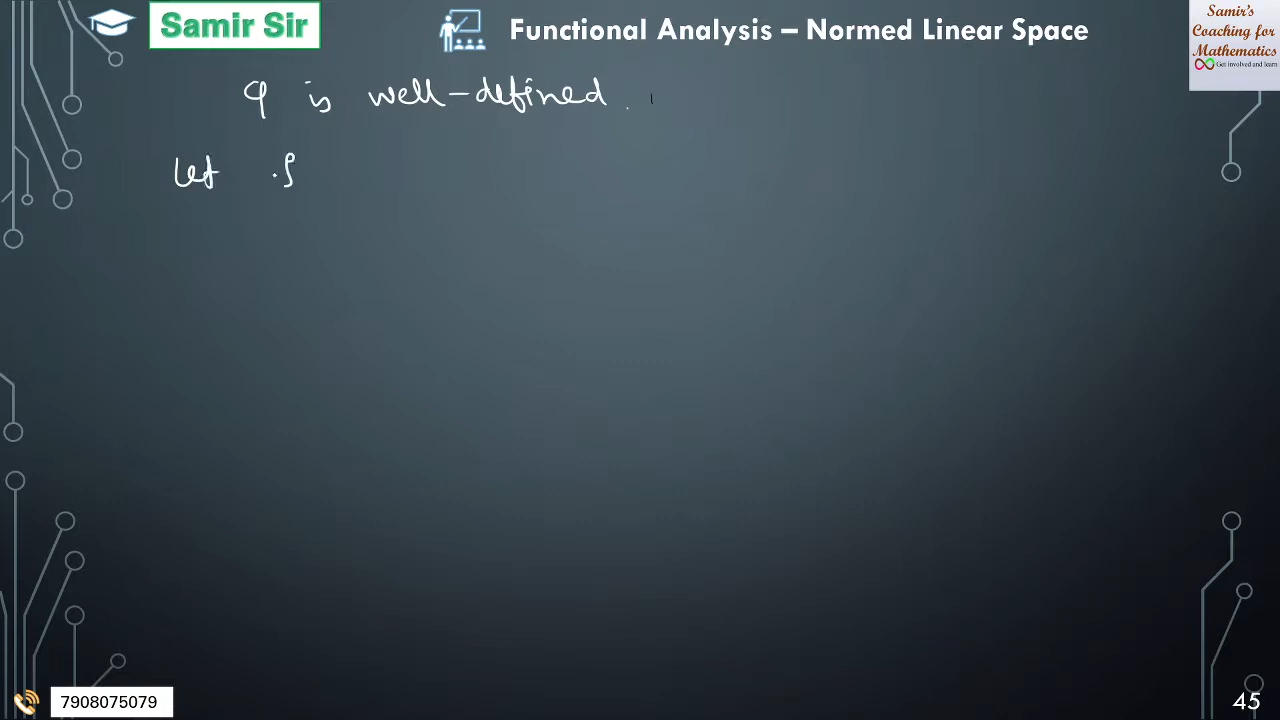 Samir Sir
Functional Analysis – Normed Linear Space
Samir's
Coaching for
Mathematics
Get involved and learn
φ is well-defined.
Let
7908075079
45